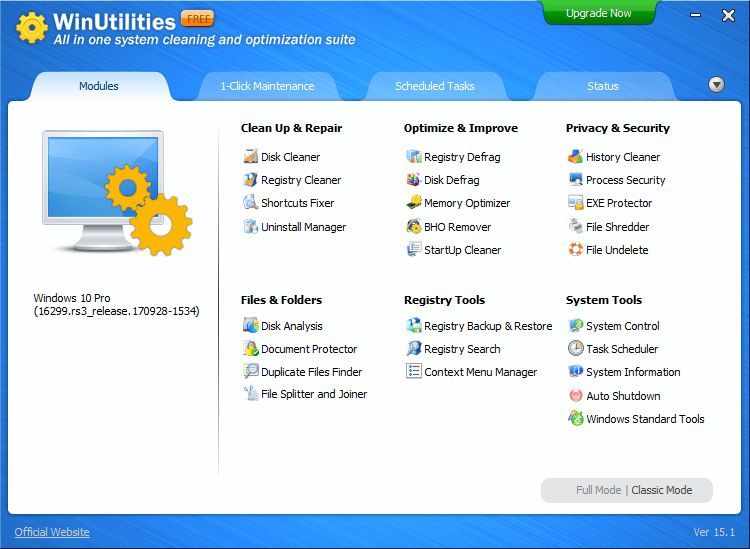 WinUtilities FREE
All in one system cleaning and optimization suite
Upgrade Now
Modules
1-Click Maintenance
Scheduled Tasks
Status
Windows 10 Pro
(16299.rs3_release.170928-1534)
Clean Up & Repair
Disk Cleaner
Registry Cleaner
Shortcuts Fixer
Uninstall Manager
Optimize & Improve
Registry Defrag
Disk Defrag
Memory Optimizer
BHO Remover
StartUp Cleaner
Privacy & Security
History Cleaner
Process Security
EXE Protector
File Shredder
File Undelete
Files & Folders
Disk Analysis
Document Protector
Duplicate Files Finder
File Splitter and Joiner
Registry Tools
Registry Backup & Restore
Registry Search
Context Menu Manager
System Tools
System Control
Task Scheduler
System Information
Auto Shutdown
Windows Standard Tools
Full Mode | Classic Mode
Official Website
Ver 15.1